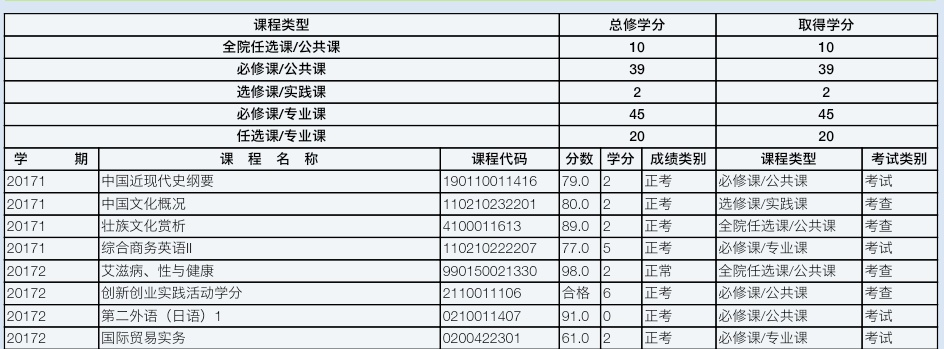 课程类型 总修学分 取得学分
全院任选课/公共课 10 10
必修课/公共课 39 39
选修课/实践课 2 2
必修课/专业课 45 45
任选课/专业课 20 20
学 期 课 程 名 称 课程代码 分数 学分 成绩类别 课程类型 考试类别
20171 中国近现代史纲要 190110011416 79.0 2 正考 必修课/公共课 考试
20171 中国文化概况 110210232201 80.0 2 正考 选修课/实践课 考查
20171 壮族文化赏析 4100011613 89.0 2 正考 全院任选课/公共课 考查
20171 综合商务英语II 110210222207 77.0 5 正考 必修课/专业课 考试
20172 艾滋病、性与健康 990150021330 98.0 2 正常 全院任选课/公共课 考查
20172 创新创业实践活动学分 2110011106 合格 6 正考 必修课/公共课 考查
20172 第二外语（日语）1 0210011407 91.0 0 正考 必修课/公共课 考试
20172 国际贸易实务 0200422301 61.0 2 正考 必修课/专业课 考试